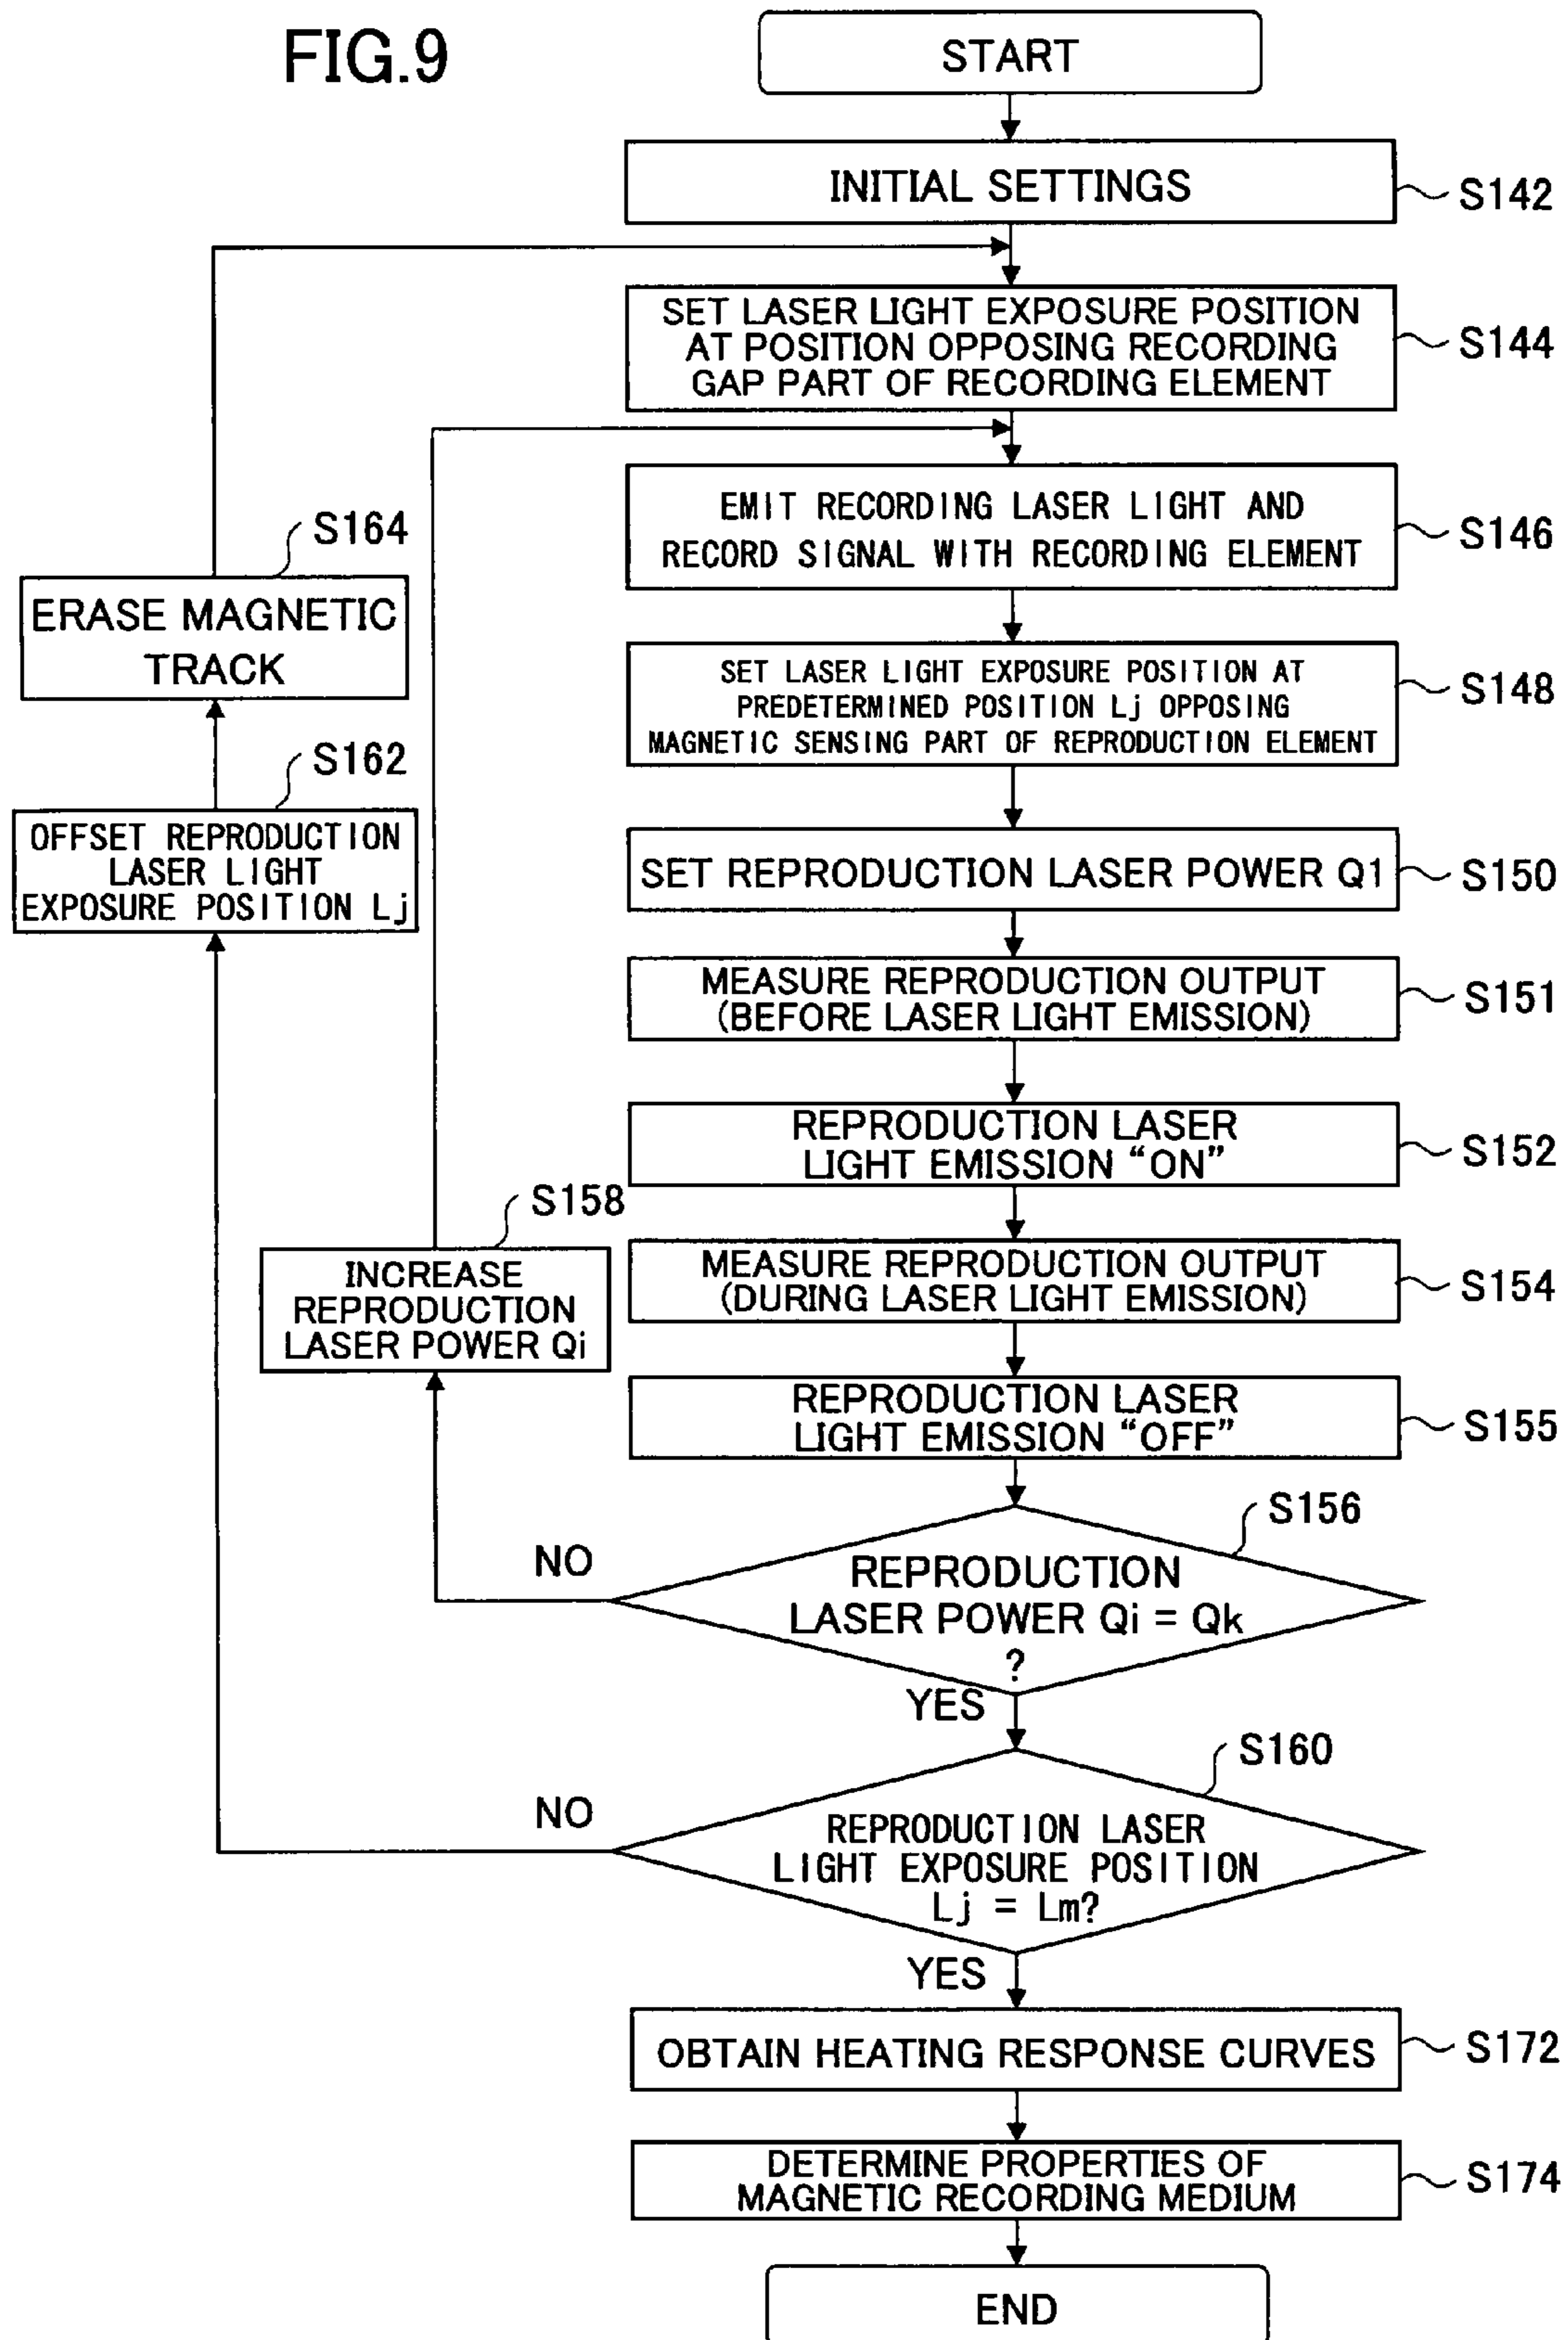 FIG.9
START
INITIAL SETTINGS
S142
SET LASER LIGHT EXPOSURE POSITION
AT POSITION OPPOSING RECORDING
GAP PART OF RECORDING ELEMENT
S144
EMIT RECORDING LASER LIGHT AND
RECORD SIGNAL WITH RECORDING ELEMENT
S146
SET LASER LIGHT EXPOSURE POSITION AT
PREDETERMINED POSITION Lj OPPOSING
MAGNETIC SENSING PART OF REPRODUCTION ELEMENT
S148
SET REPRODUCTION LASER POWER Q1
S150
MEASURE REPRODUCTION OUTPUT
(BEFORE LASER LIGHT EMISSION)
S151
REPRODUCTION LASER
LIGHT EMISSION “ON”
S152
MEASURE REPRODUCTION OUTPUT
(DURING LASER LIGHT EMISSION)
S154
REPRODUCTION LASER
LIGHT EMISSION “OFF”
S155
S156
REPRODUCTION
LASER POWER Qi = Qk
?
NO
YES
S158
INCREASE
REPRODUCTION
LASER POWER Qi
S160
REPRODUCTION LASER
LIGHT EXPOSURE POSITION
Lj = Lm?
NO
YES
S162
OFFSET REPRODUCTION
LASER LIGHT
EXPOSURE POSITION Lj
S164
ERASE MAGNETIC
TRACK
OBTAIN HEATING RESPONSE CURVES
S172
DETERMINE PROPERTIES OF
MAGNETIC RECORDING MEDIUM
S174
END